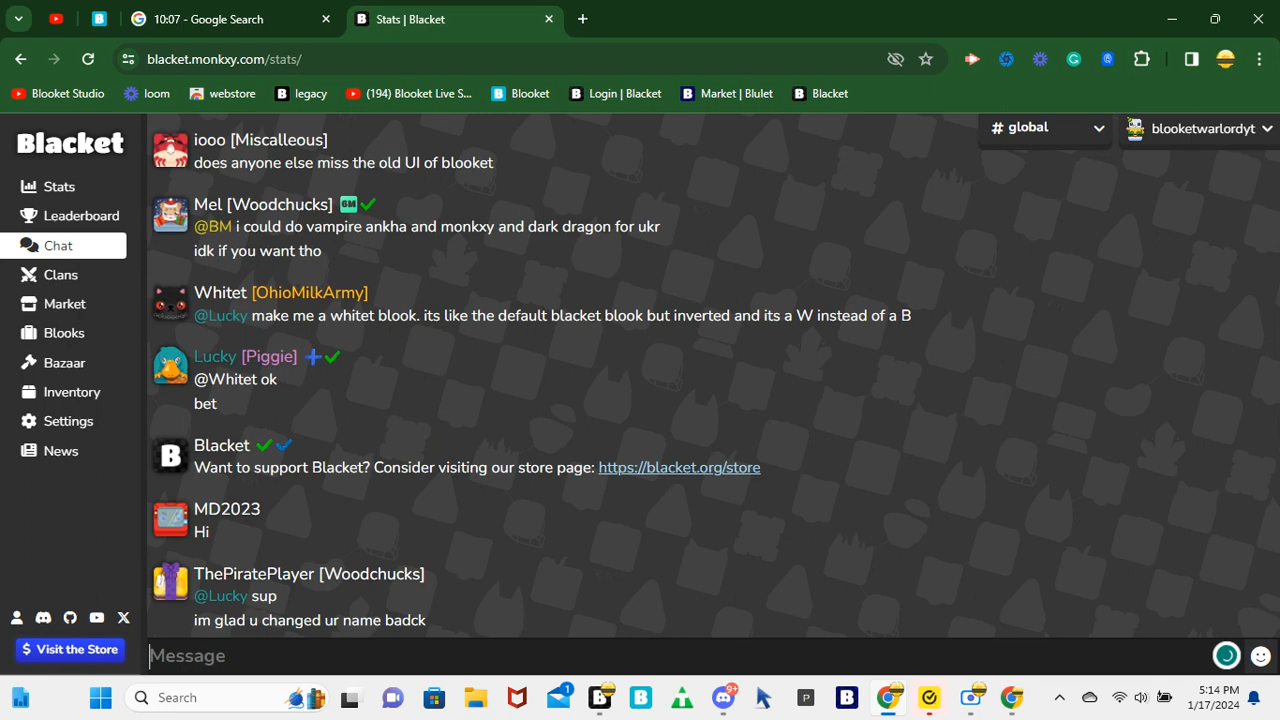 10:07 - Google Search
Stats | Blacket
blacket.monkxy.com/stats/
Blooket Studio
loom
webstore
legacy
(194) Blooket Live S...
Blooket
Login | Blacket
Market | Blulet
Blacket
Blacket
Stats
Leaderboard
Chat
Clans
Market
Blooks
Bazaar
Inventory
Settings
News
$ Visit the Store
# global
blooketwarlordyt
iooo [Miscalleous]
does anyone else miss the old UI of blooket
Mel [Woodchucks] GM
@BM i could do vampire ankha and monkxy and dark dragon for ukr
idk if you want tho
Whitet [OhioMilkArmy]
@Lucky make me a whitet blook. its like the default blacket blook but inverted and its a W instead of a B
Lucky [Piggie]
@Whitet ok
bet
Blacket
Want to support Blacket? Consider visiting our store page: https://blacket.org/store
MD2023
Hi
ThePiratePlayer [Woodchucks]
@Lucky sup
im glad u changed ur name badck
Message
Search
1
9+
P
5:14 PM
1/17/2024